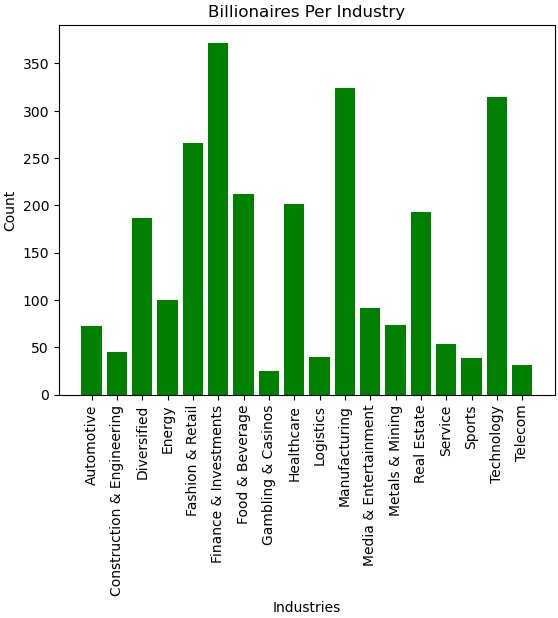 Billionaires Per Industry
Count
350
300
250
200
150
100
50
0
Automotive
Construction & Engineering
Diversified
Energy
Fashion & Retail
Finance & Investments
Food & Beverage
Gambling & Casinos
Healthcare
Logistics
Manufacturing
Media & Entertainment
Metals & Mining
Real Estate
Service
Sports
Technology
Telecom
Industries